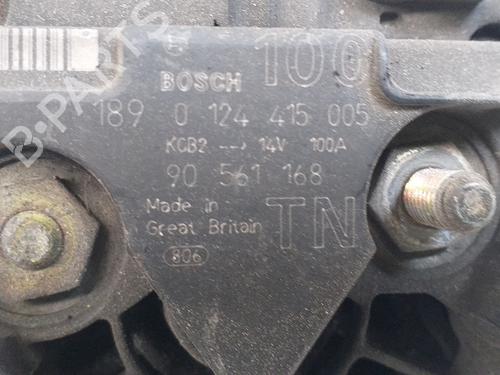 100
BOSCH
189 0 124 415 005
KCB2 --> 14V 100A
90 561 168
Made in
Great Britain
TN
806
B-PARTS